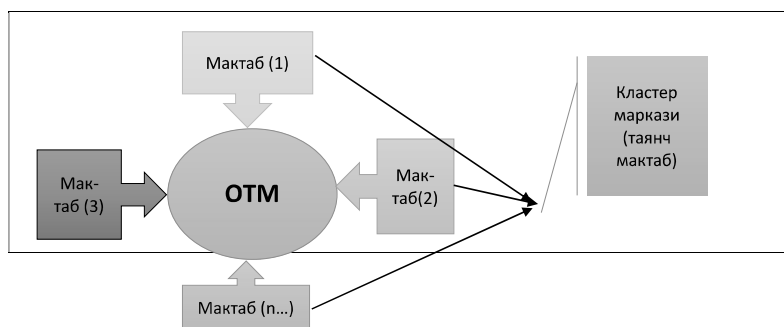 Мактаб (1)
Кластер
маркази
(таянч
мактаб)
Мак-
таб (3)
ОТМ
Мак-
таб(2)
Мактаб (n...)